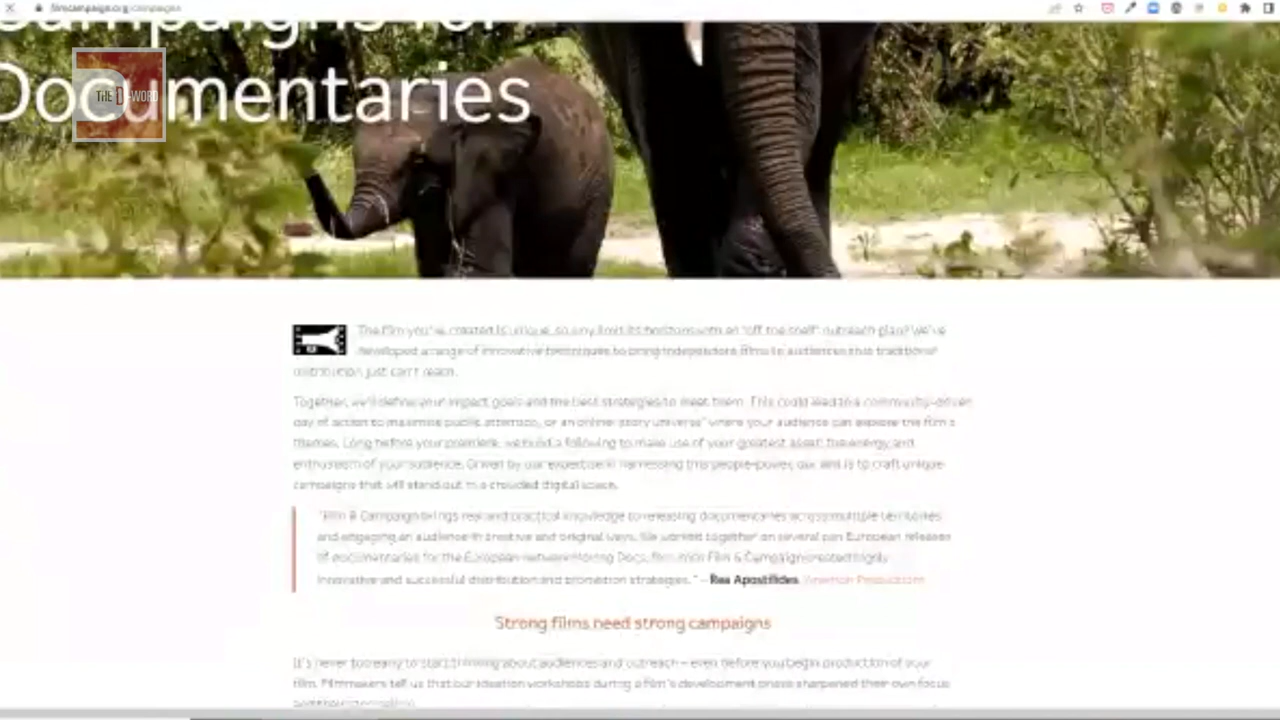 filmcampaign.org/campaigns
Campaigns for
Documentaries
THE D-WORD
The film you've created is unique, so why limit its horizons with an "off the shelf" outreach plan? We've
developed a range of innovative techniques to bring independent films to audiences that traditional
distribution just can't reach.
Together, we'll define your impact goals and the best strategies to meet them. This could lead to a community-driven
day of action to maximise public attention, or an online "story universe" where your audience can explore the film's
themes. Long before your premiere, we build a following to make use of your greatest asset: the energy and
enthusiasm of your audience. Driven by our expertise in harnessing this people-power, our aim is to craft unique
campaigns that will stand out in a crowded digital space.
"Film & Campaign brings real and practical knowledge to releasing documentaries across multiple territories
and engaging an audience in creative and original ways. We worked together on several pan European releases
of documentaries for the European network Moving Docs, for which Film & Campaign created highly
innovative and successful distribution and promotion strategies." – Rea Apostolides, Anemon Productions
Strong films need strong campaigns
It's never too early to start thinking about audiences and outreach – even before you begin production of your
film. Filmmakers tell us that our ideation workshops during a film's development phase sharpened their own focus